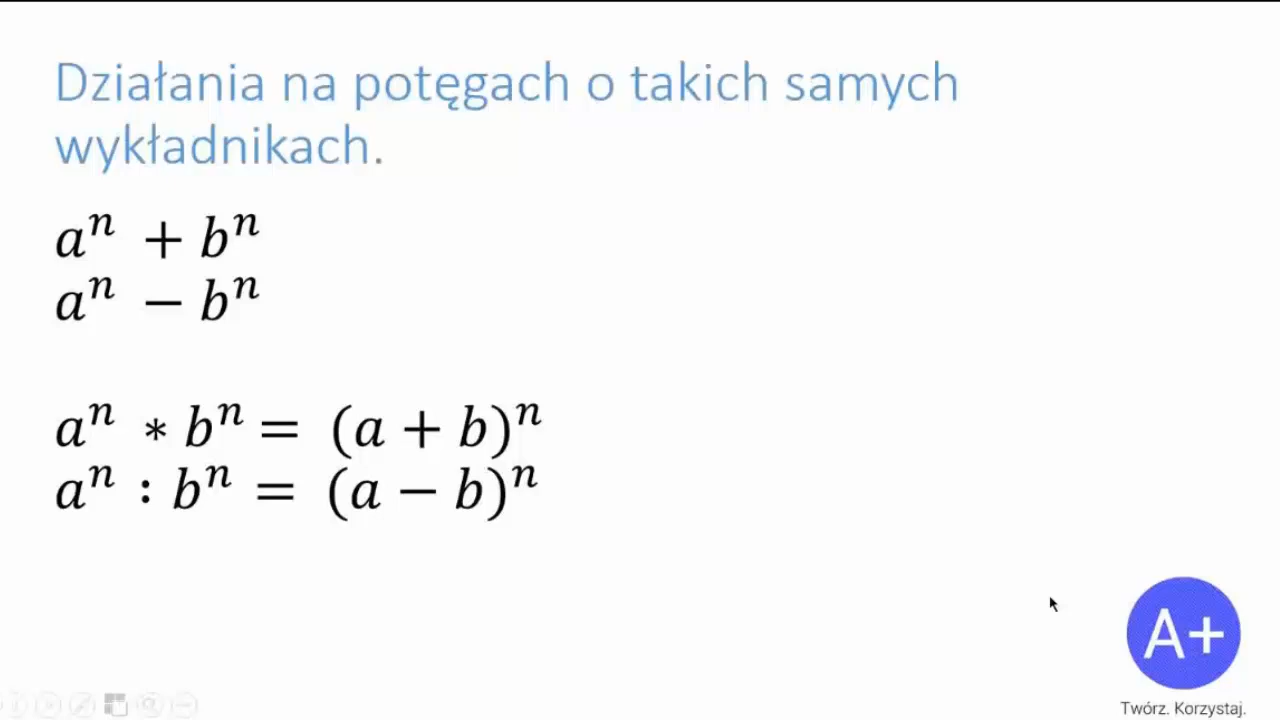 Działania na potęgach o takich samych
wykładnikach.
aⁿ + bⁿ
aⁿ − bⁿ
aⁿ ∗ bⁿ = (a + b)ⁿ
aⁿ : bⁿ = (a − b)ⁿ
A+
Twórz. Korzystaj.